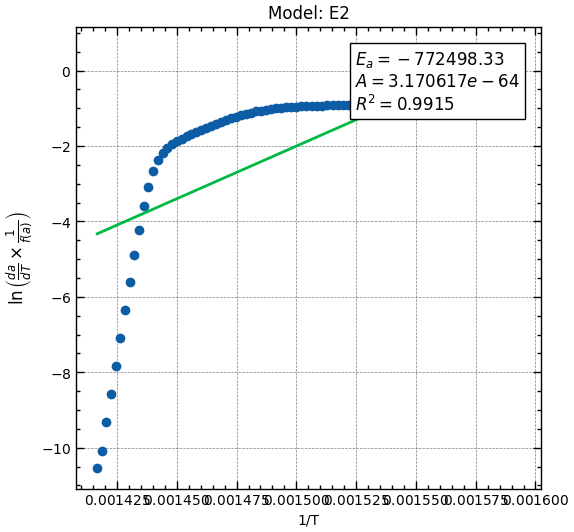 Model: E2
E_a = −772498.33
A = 3.170617e − 64
R^2 = 0.9915
0
−2
−4
−6
−8
−10
ln(da/dT × 1/f(a))
0.001425 0.001450 0.001475 0.001500 0.001525 0.001550 0.001575 0.001600
1/T